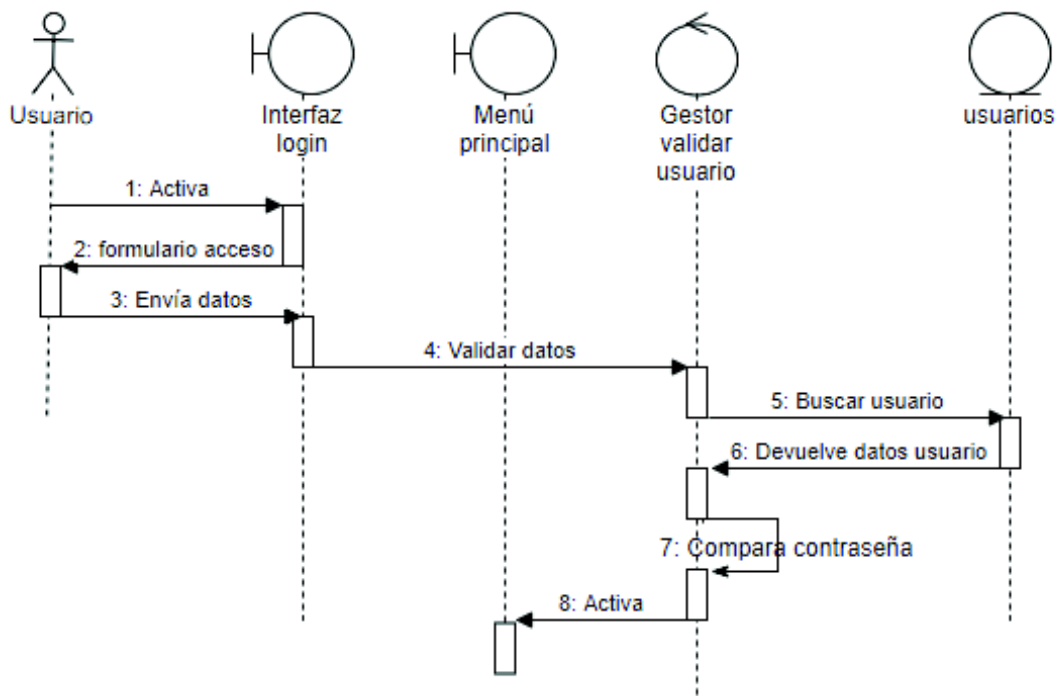 Usuario
Interfaz
login
Menú
principal
Gestor
validar
usuario
usuarios
1: Activa
2: formulario acceso
3: Envía datos
4: Validar datos
5: Buscar usuario
6: Devuelve datos usuario
7: Compara contraseña
8: Activa